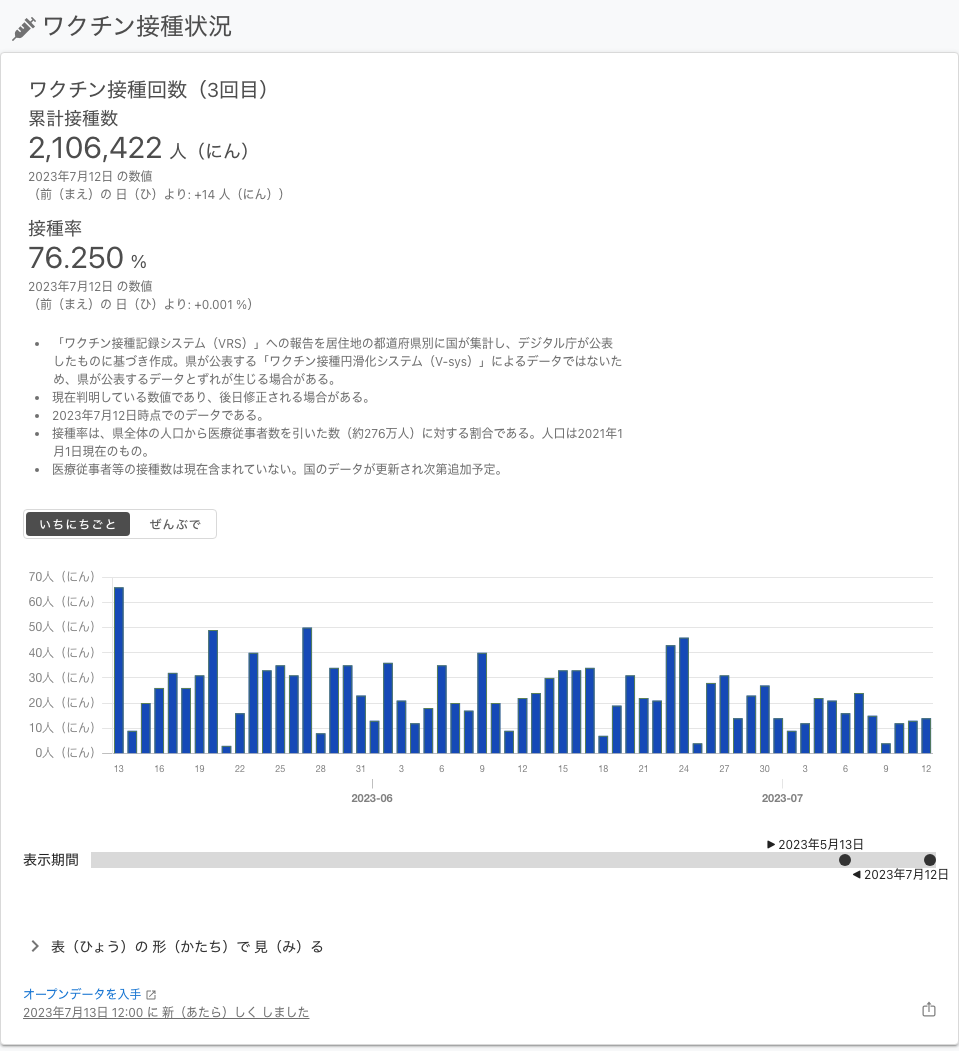 ワクチン接種状況
ワクチン接種回数（3回目）
累計接種数
2,106,422 人（にん）
2023年7月12日 の数値
（前（まえ）の 日（ひ）より: +14 人（にん））
接種率
76.250 %
2023年7月12日 の数値
（前（まえ）の 日（ひ）より: +0.001 %）
• 「ワクチン接種記録システム（VRS）」への報告を居住地の都道府県別に国が集計し、デジタル庁が公表
したものに基づき作成。県が公表する「ワクチン接種円滑化システム（V-sys）」によるデータではないた
め、県が公表するデータとずれが生じる場合がある。
• 現在判明している数値であり、後日修正される場合がある。
• 2023年7月12日時点でのデータである。
• 接種率は、県全体の人口から医療従事者数を引いた数（約276万人）に対する割合である。人口は2021年1
月1日現在のもの。
• 医療従事者等の接種数は現在含まれていない。国のデータが更新され次第追加予定。
いちにちごと ぜんぶで
70人（にん）
60人（にん）
50人（にん）
40人（にん）
30人（にん）
20人（にん）
10人（にん）
0人（にん）
13 16 19 22 25 28 31 3 6 9 12 15 18 21 24 27 30 3 6 9 12
2023-06 2023-07
▶ 2023年5月13日
表示期間
◀ 2023年7月12日
表（ひょう）の 形（かたち）で 見（み）る
オープンデータを入手
2023年7月13日 12:00 に 新（あたら）しく しました